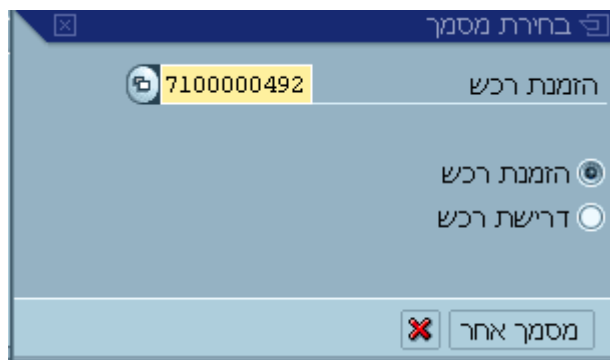 בחירת מסמך
הזמנת רכש 7100000492
הזמנת רכש
דרישת רכש
מסמך אחר